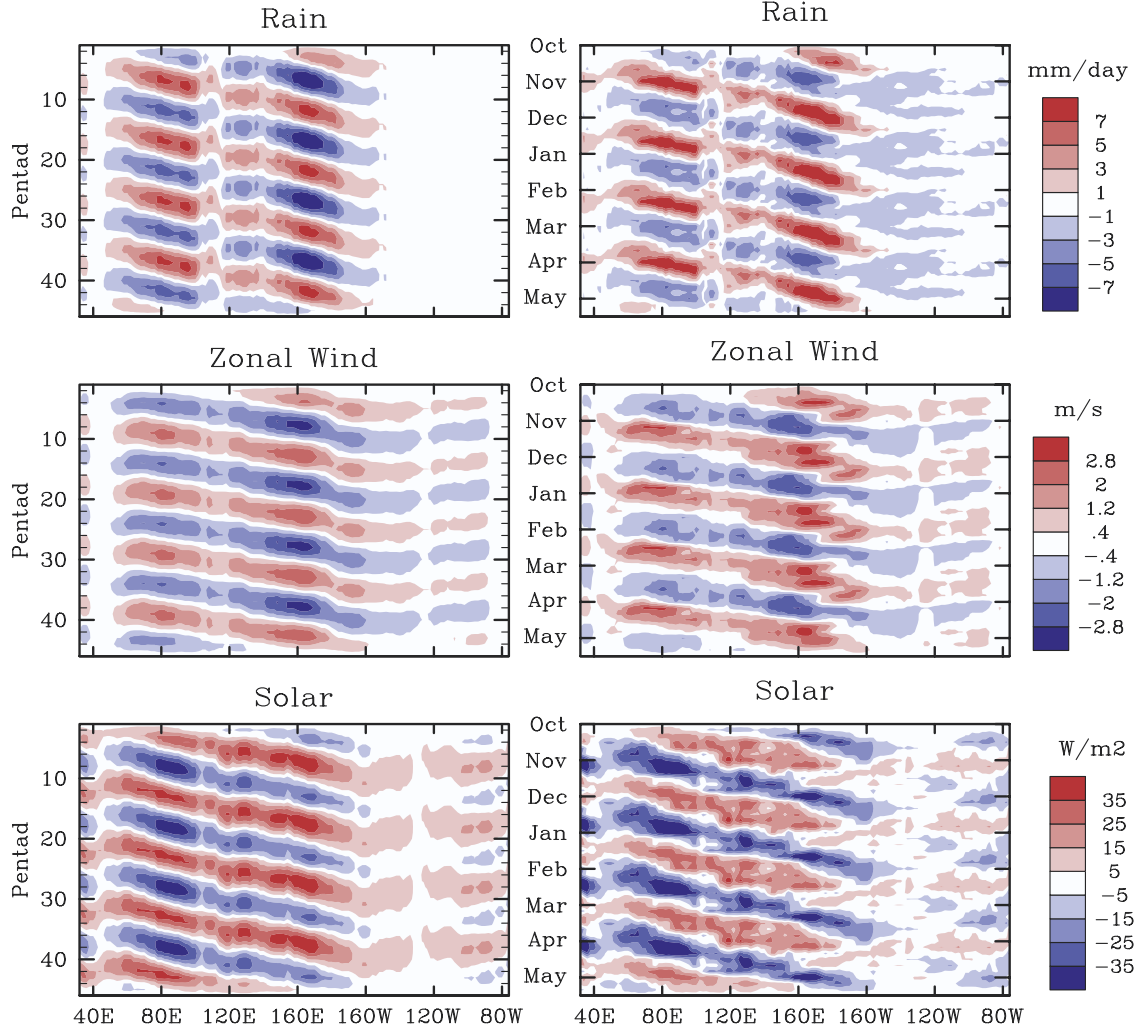 Rain
Rain
Pentad
10
20
30
40
Oct
Nov
Dec
Jan
Feb
Mar
Apr
May
mm/day
7
5
3
1
-1
-3
-5
-7
Zonal Wind
Zonal Wind
Pentad
10
20
30
40
Oct
Nov
Dec
Jan
Feb
Mar
Apr
May
m/s
2.8
2
1.2
.4
-.4
-1.2
-2
-2.8
Solar
Solar
Pentad
10
20
30
40
Oct
Nov
Dec
Jan
Feb
Mar
Apr
May
W/m2
35
25
15
5
-5
-15
-25
-35
40E 80E 120E 160E 160W 120W 80W
40E 80E 120E 160E 160W 120W 80W